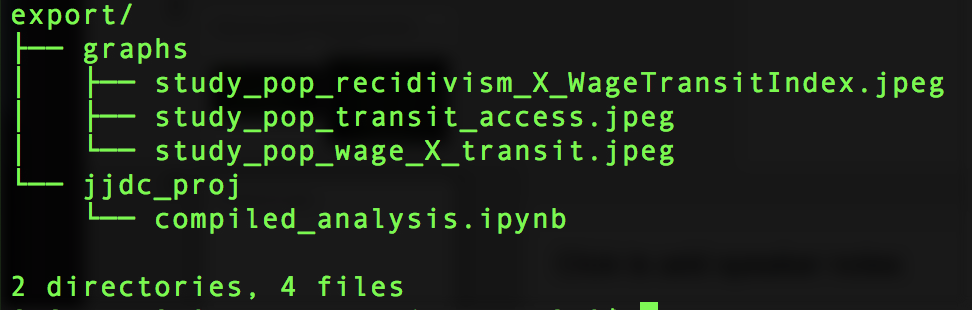 export/
├── graphs
│   ├── study_pop_recidivism_X_WageTransitIndex.jpeg
│   ├── study_pop_transit_access.jpeg
│   └── study_pop_wage_X_transit.jpeg
└── jjdc_proj
    └── compiled_analysis.ipynb
2 directories, 4 files